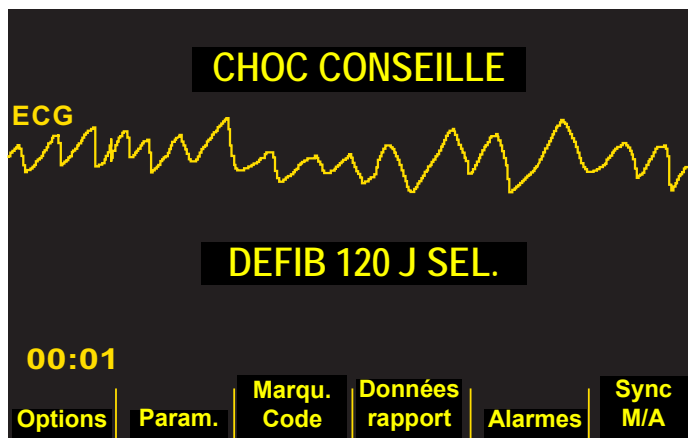 CHOC CONSEILLE
ECG
DEFIB 120 J SEL.
00:01
Options
Param.
Marqu.
Code
Données
rapport
Alarmes
Sync
M/A